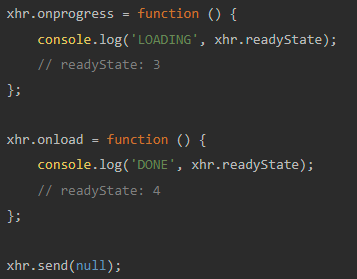 xhr.onprogress = function () {
    console.log('LOADING', xhr.readyState);
    // readyState: 3
};

xhr.onload = function () {
    console.log('DONE', xhr.readyState);
    // readyState: 4
};

xhr.send(null);